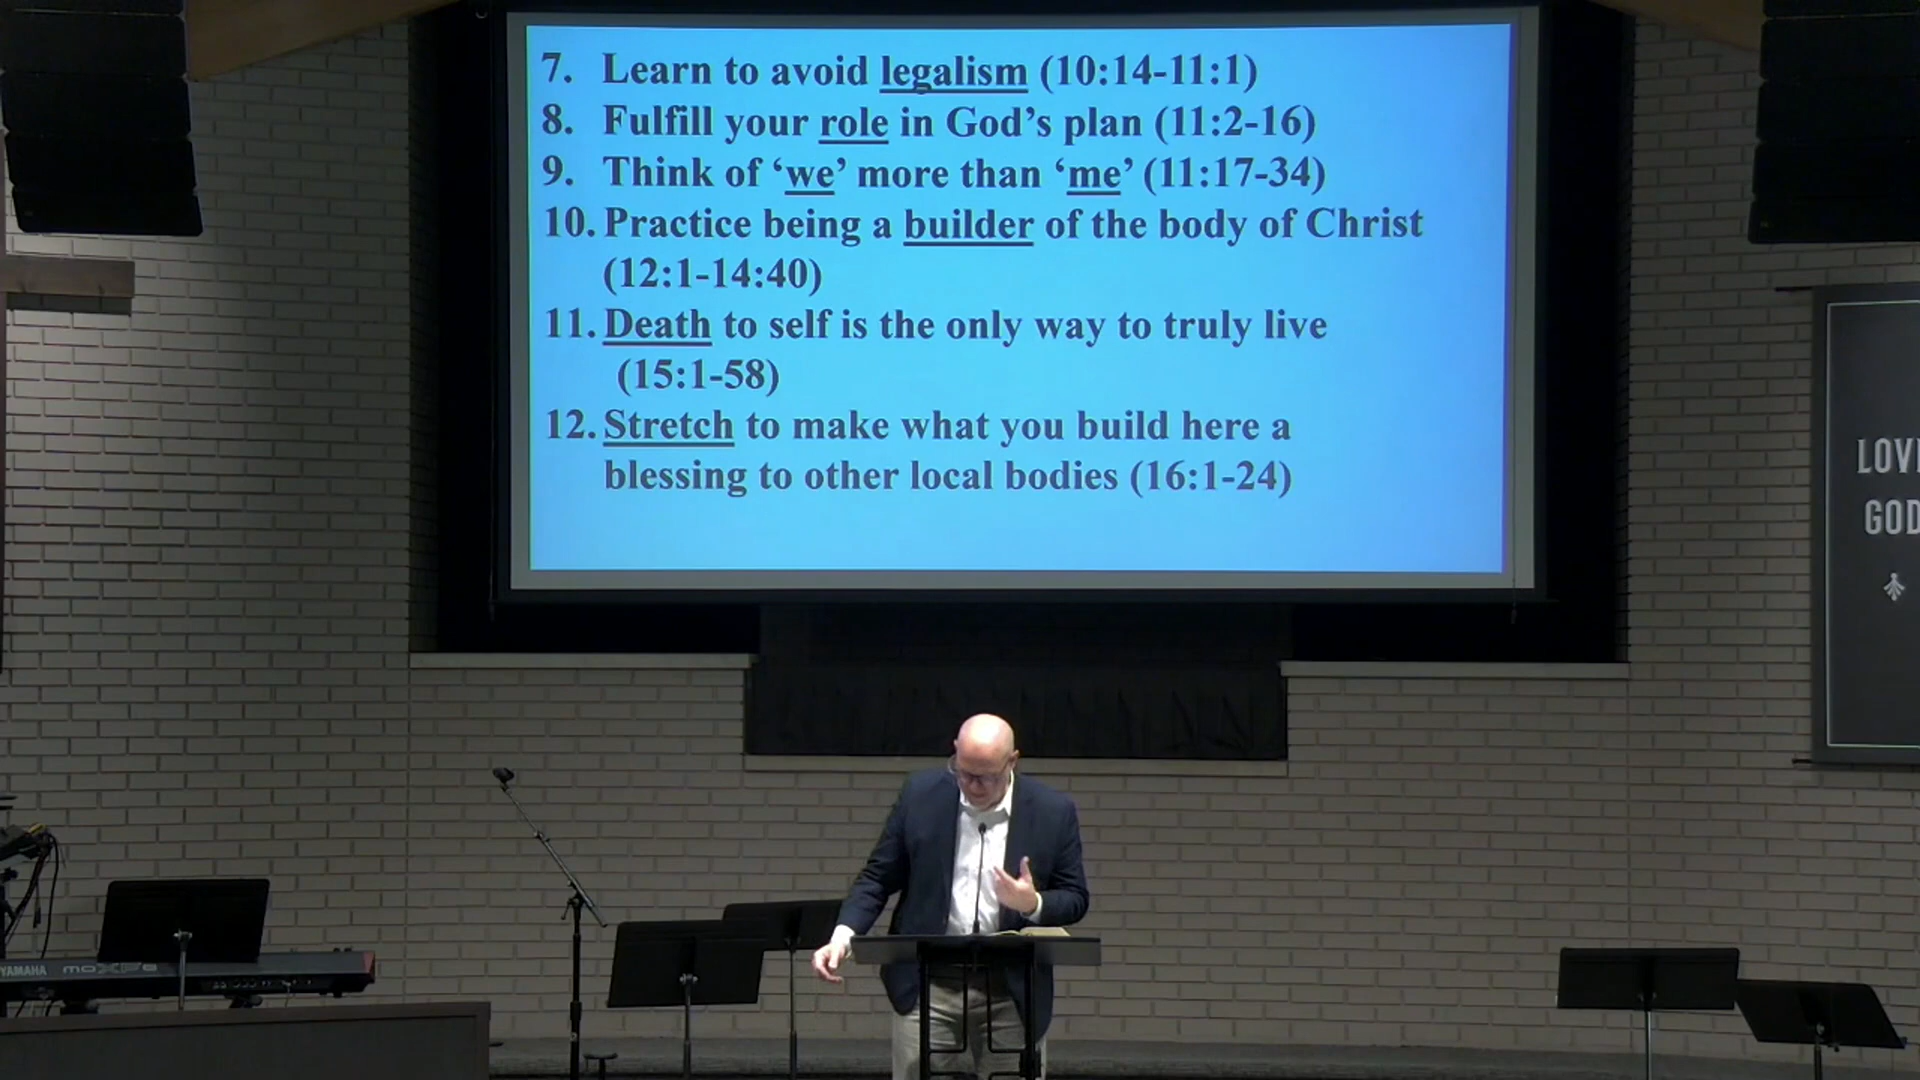 7. Learn to avoid legalism (10:14-11:1)
8. Fulfill your role in God’s plan (11:2-16)
9. Think of ‘we’ more than ‘me’ (11:17-34)
10. Practice being a builder of the body of Christ
(12:1-14:40)
11. Death to self is the only way to truly live
(15:1-58)
12. Stretch to make what you build here a
blessing to other local bodies (16:1-24)
LOVE
GOD
YAMAHA MOXF8